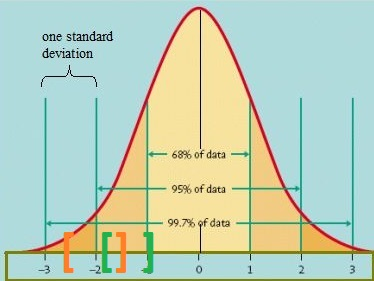 one standard
deviation
68% of data
95% of data
99.7% of data
−3 −2 0 1 2 3